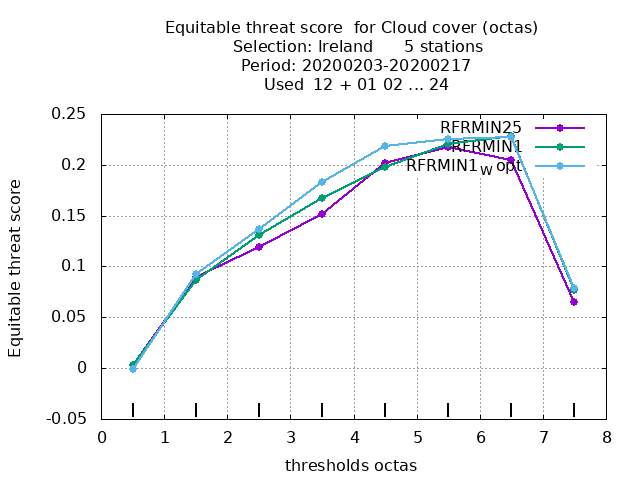 Equitable threat score  for Cloud cover (octas)
Selection: Ireland      5 stations
Period: 20200203-20200217
Used  12 + 01 02 ... 24
RFRMIN25
RFRMIN1
RFRMIN1W opt
Equitable threat score
0.25
0.2
0.15
0.1
0.05
0
-0.05
0 1 2 3 4 5 6 7 8
thresholds octas